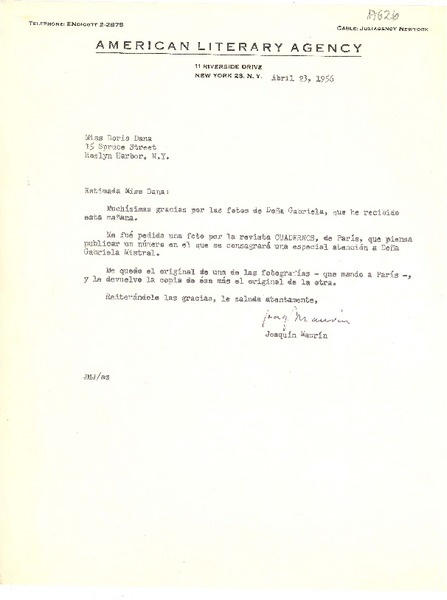 A626
TELEPHONE: ENDICOTT 2-2875
CABLE: JULIAGENCY NEWYORK
AMERICAN LITERARY AGENCY
11 RIVERSIDE DRIVE
NEW YORK 23, N. Y.
Abril 23, 1956
Miss Doris Dana
15 Spruce Street
Roslyn Harbor, N.Y.
Estimada Miss Dana:
Muchísimas gracias por las fotos de Doña Gabriela, que he recibido
esta mañana.
Me fué pedida una foto por la revista CUADERNOS, de París, que piensa
publicar un número en el que se consagrará una especial atención a Doña
Gabriela Mistral.
Me quedo el original de una de las fotografías - que mando a París -,
y le devuelvo la copia de ésa más el original de la otra.
Reiterándole las gracias, le saluda atentamente,
Joaq. Maurín
Joaquín Maurín